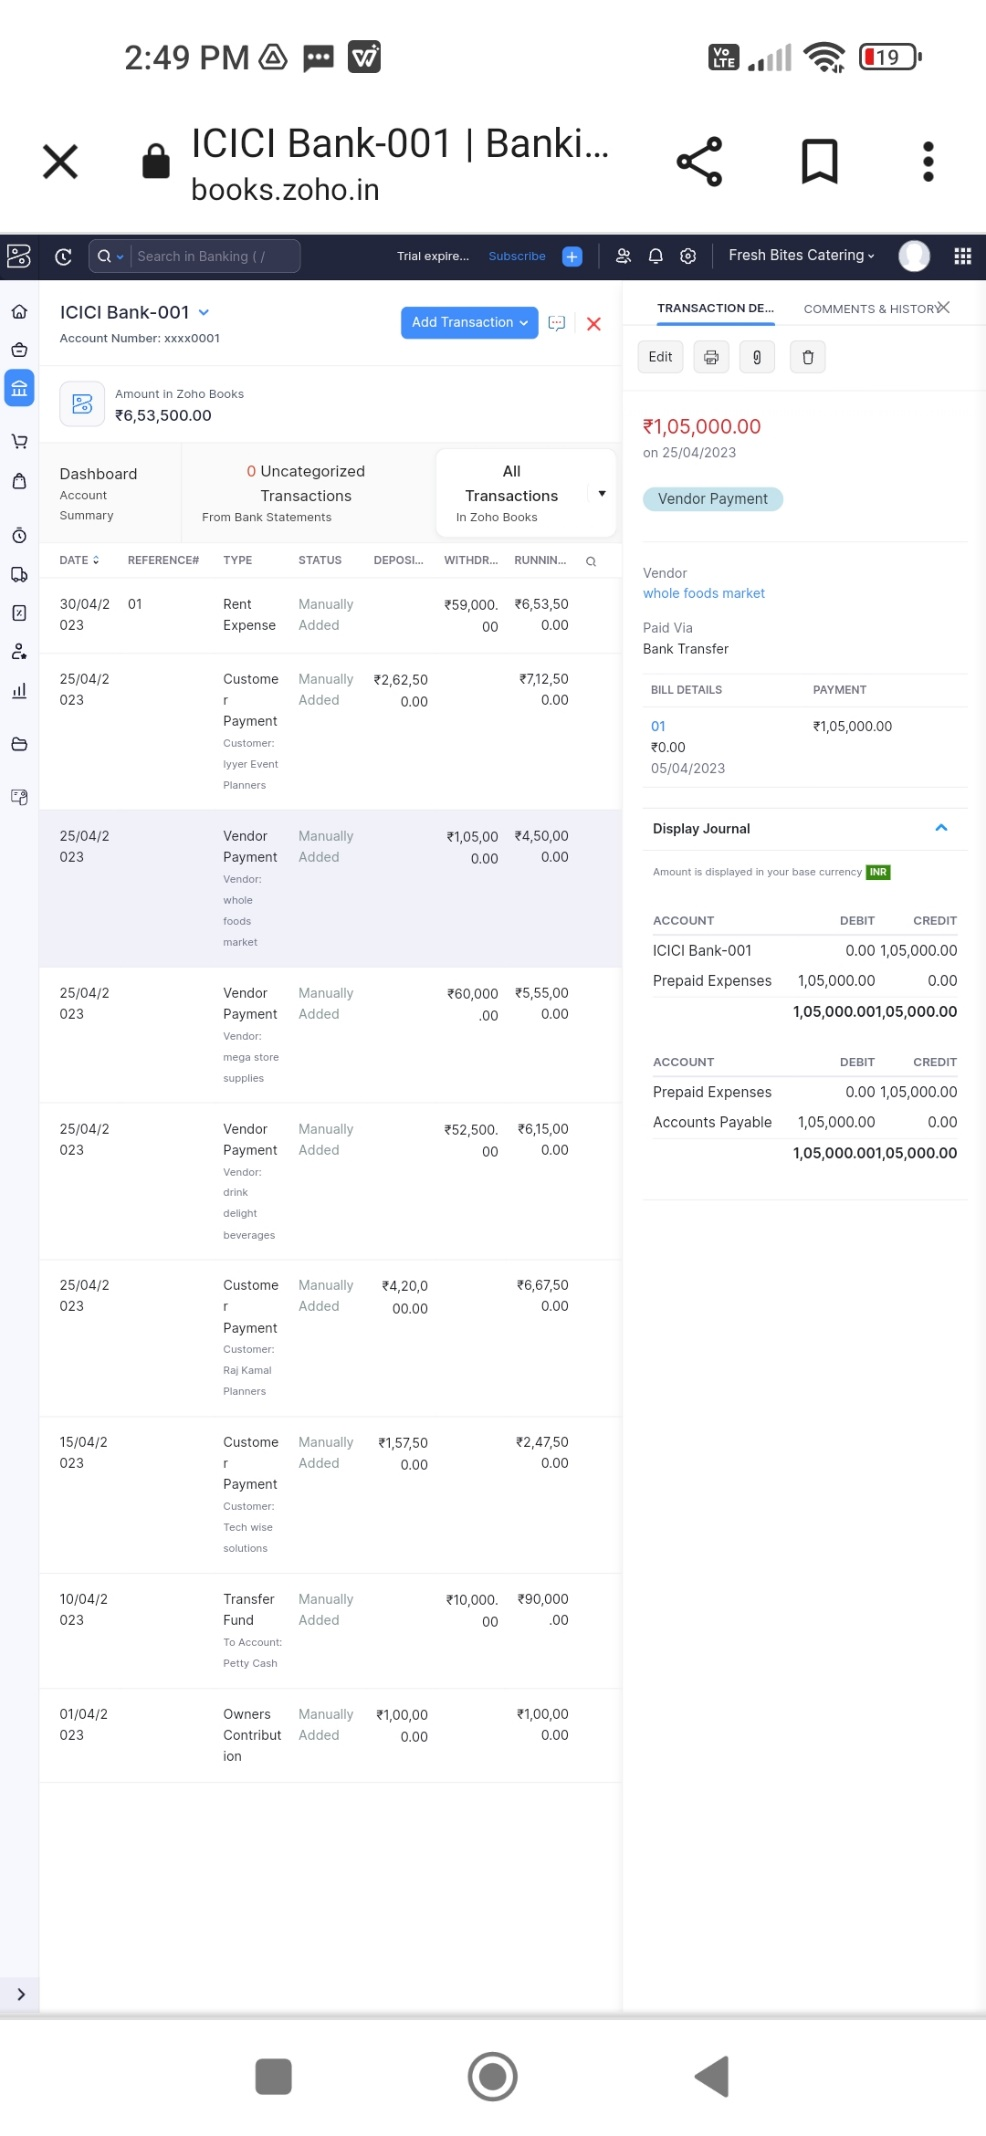 2:49 PM
Vo LTE
19
ICICI Bank-001 | Banki...
books.zoho.in
Search in Banking ( /
Trial expire...
Subscribe
Fresh Bites Catering
ICICI Bank-001
Account Number: xxxx0001
Add Transaction
Amount in Zoho Books
₹6,53,500.00
Dashboard
Account
Summary
0 Uncategorized
Transactions
From Bank Statements
All
Transactions
In Zoho Books
DATE REFERENCE# TYPE STATUS DEPOSI... WITHDR... RUNNIN...
30/04/2 01 Rent Manually ₹59,000. ₹6,53,50
023 Expense Added 00 0.00
25/04/2 Custome Manually ₹2,62,50 ₹7,12,50
023 r Added 0.00 0.00
Payment
Customer:
Iyyer Event
Planners
25/04/2 Vendor Manually ₹1,05,00 ₹4,50,00
023 Payment Added 0.00 0.00
Vendor:
whole
foods
market
25/04/2 Vendor Manually ₹60,000 ₹5,55,00
023 Payment Added .00 0.00
Vendor:
mega store
supplies
25/04/2 Vendor Manually ₹52,500. ₹6,15,00
023 Payment Added 00 0.00
Vendor:
drink
delight
beverages
25/04/2 Custome Manually ₹4,20,0 ₹6,67,50
023 r Added 00.00 0.00
Payment
Customer:
Raj Kamal
Planners
15/04/2 Custome Manually ₹1,57,50 ₹2,47,50
023 r Added 0.00 0.00
Payment
Customer:
Tech wise
solutions
10/04/2 Transfer Manually ₹10,000. ₹90,000
023 Fund Added 00 .00
To Account:
Petty Cash
01/04/2 Owners Manually ₹1,00,00 ₹1,00,00
023 Contribut Added 0.00 0.00
ion
TRANSACTION DE... COMMENTS & HISTORY
Edit
₹1,05,000.00
on 25/04/2023
Vendor Payment
Vendor
whole foods market
Paid Via
Bank Transfer
BILL DETAILS PAYMENT
01 ₹1,05,000.00
₹0.00
05/04/2023
Display Journal
Amount is displayed in your base currency INR
ACCOUNT DEBIT CREDIT
ICICI Bank-001 0.00 1,05,000.00
Prepaid Expenses 1,05,000.00 0.00
1,05,000.001,05,000.00
ACCOUNT DEBIT CREDIT
Prepaid Expenses 0.00 1,05,000.00
Accounts Payable 1,05,000.00 0.00
1,05,000.001,05,000.00